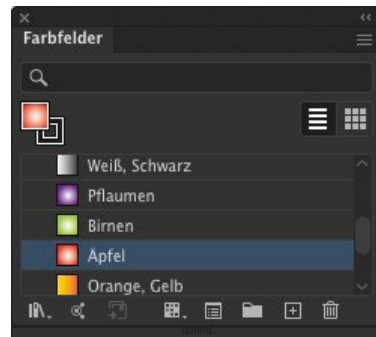 Farbfelder
Weiß, Schwarz
Pflaumen
Birnen
Äpfel
Orange, Gelb